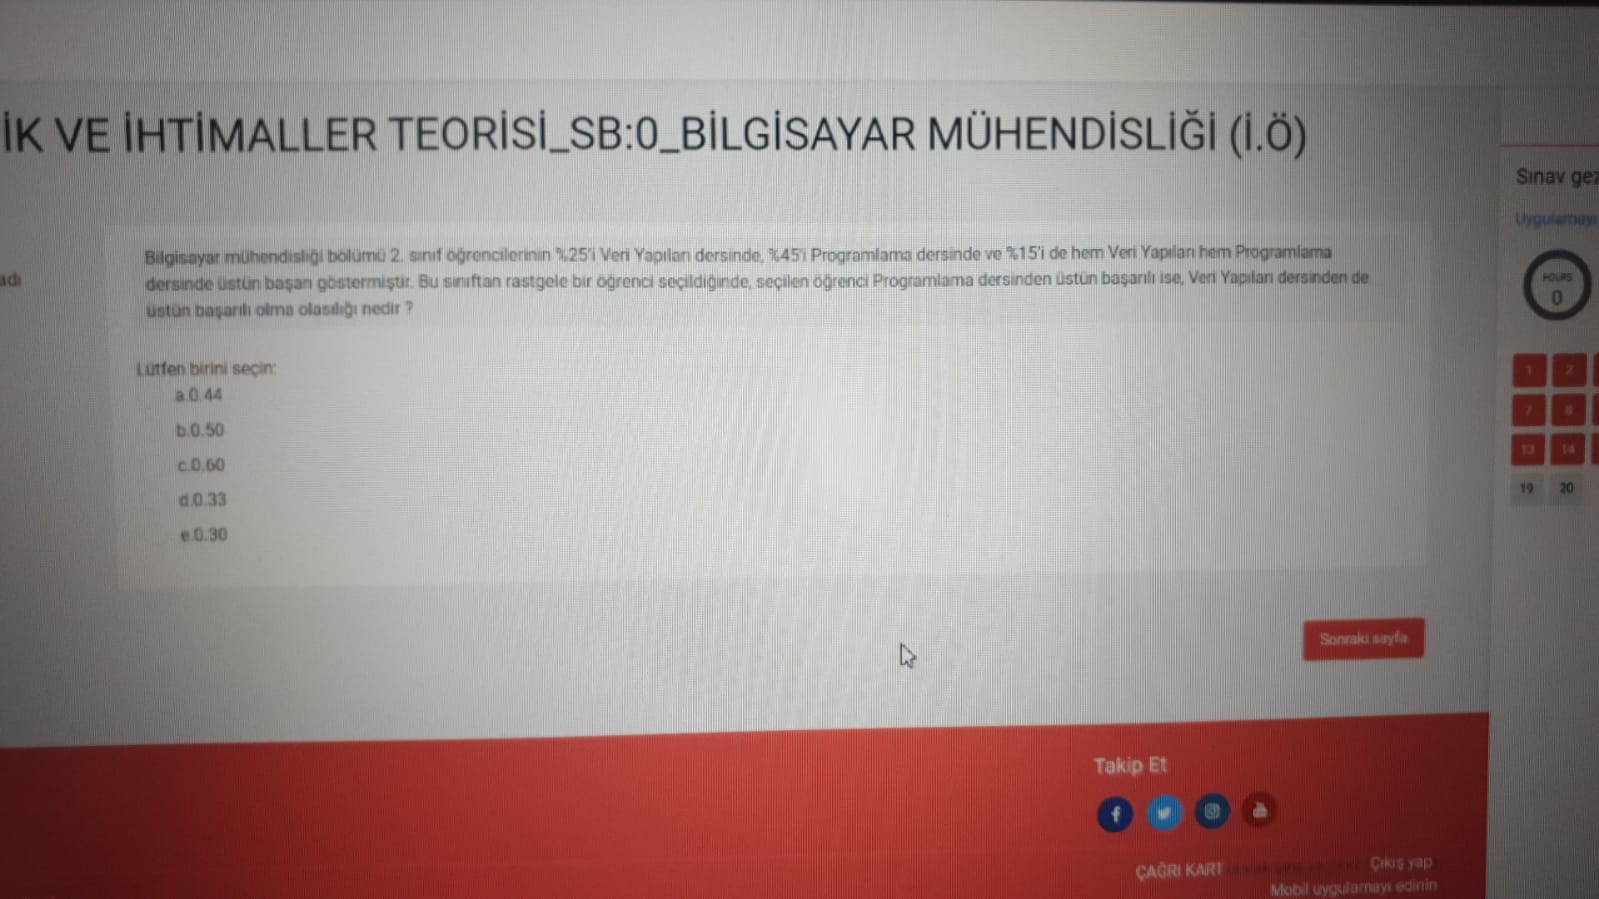 İK VE İHTİMALLER TEORİSİ_SB:0_BİLGİSAYAR MÜHENDİSLİĞİ (İ.Ö)
Sınav gez
Uygulamayı
adı
Bilgisayar mühendisliği bölümü 2. sınıf öğrencilerinin %25'i Veri Yapıları dersinde, %45'i Programlama dersinde ve %15'i de hem Veri Yapıları hem Programlama
dersinde üstün başarı göstermiştir. Bu sınıftan rastgele bir öğrenci seçildiğinde, seçilen öğrenci Programlama dersinden üstün başarılı ise, Veri Yapıları dersinden de
üstün başarılı olma olasılığı nedir ?
HOURS
0
Lütfen birini seçin:
a.0.44
b.0.50
c.0.60
d.0.33
e.0.30
1 2
7 8
13 14
19 20
Sonraki sayfa
Takip Et
ÇAĞRI KART
Çıkış yap
Mobil uygulamayı edinin